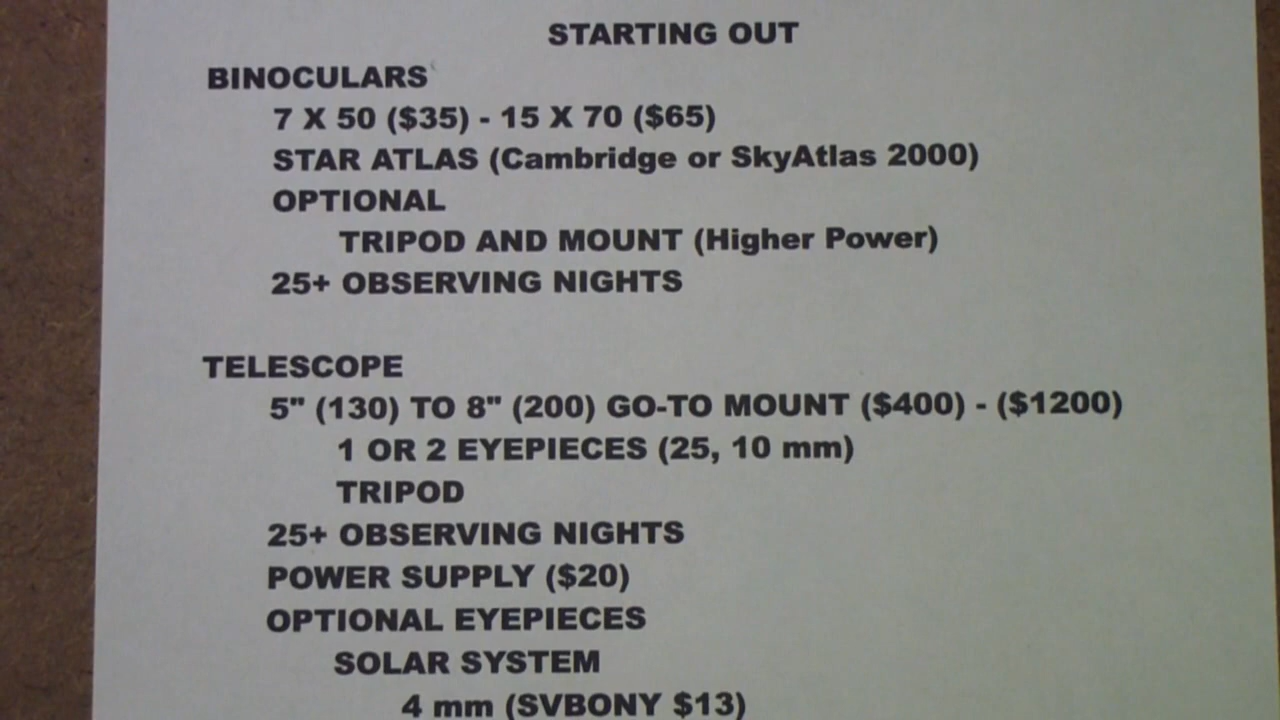 STARTING OUT
BINOCULARS
7 X 50 ($35) - 15 X 70 ($65)
STAR ATLAS (Cambridge or SkyAtlas 2000)
OPTIONAL
TRIPOD AND MOUNT (Higher Power)
25+ OBSERVING NIGHTS
TELESCOPE
5" (130) TO 8" (200) GO-TO MOUNT ($400) - ($1200)
1 OR 2 EYEPIECES (25, 10 mm)
TRIPOD
25+ OBSERVING NIGHTS
POWER SUPPLY ($20)
OPTIONAL EYEPIECES
SOLAR SYSTEM
4 mm (SVBONY $13)